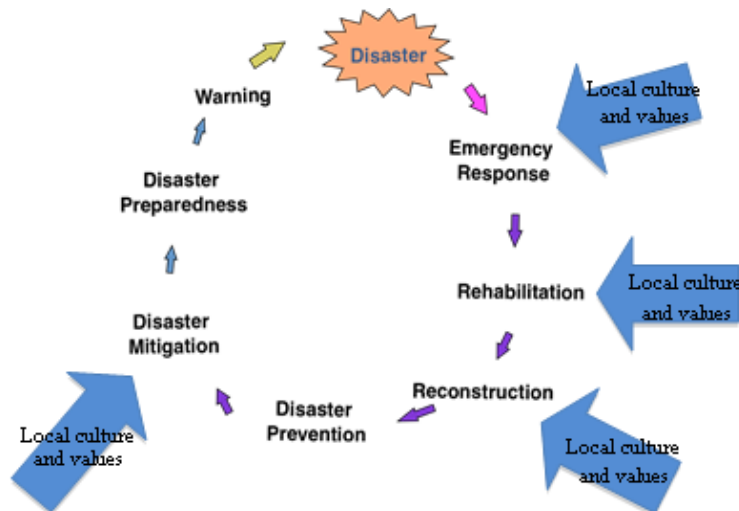 Disaster
Local culture
and values
Emergency
Response
Local culture
and values
Rehabilitation
Local culture
and values
Reconstruction
Disaster
Prevention
Local culture
and values
Disaster
Mitigation
Disaster
Preparedness
Warning